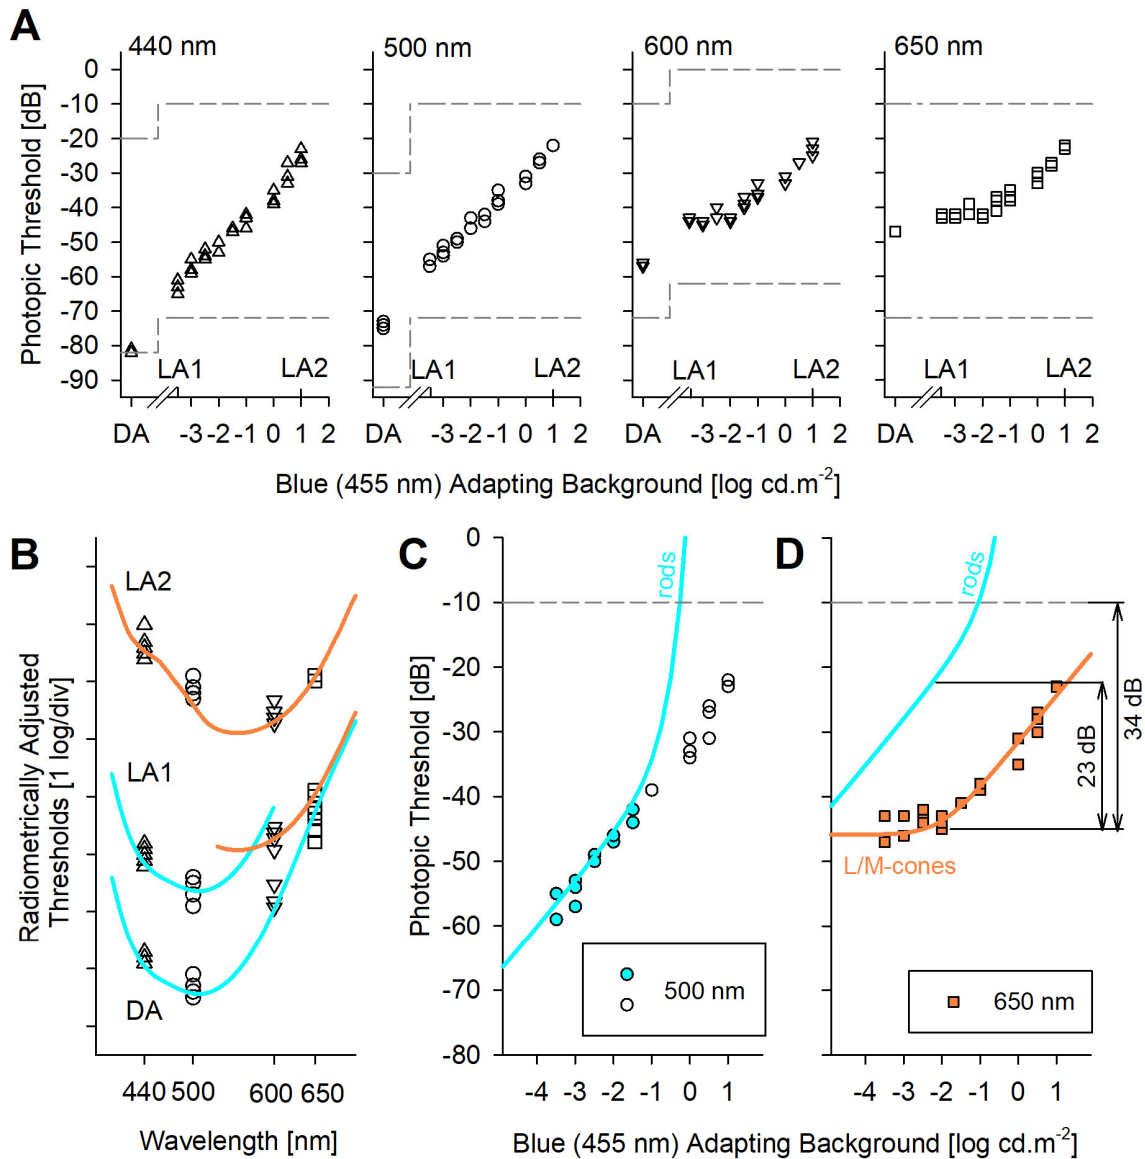 A
440 nm
500 nm
600 nm
650 nm
Photopic Threshold [dB]
0
-10
-20
-30
-40
-50
-60
-70
-80
-90
LA1 LA2
LA1 LA2
LA1 LA2
LA1 LA2
DA -3 -2 -1 0 1 2
DA -3 -2 -1 0 1 2
DA -3 -2 -1 0 1 2
DA -3 -2 -1 0 1 2
Blue (455 nm) Adapting Background [log cd.m-2]
B
LA2
LA1
DA
Radiometrically Adjusted
Thresholds [1 log/div]
440 500 600 650
Wavelength [nm]
C
Photopic Threshold [dB]
0
-10
-20
-30
-40
-50
-60
-70
-80
rods
500 nm
-4 -3 -2 -1 0 1
D
rods
23 dB
34 dB
L/M-cones
650 nm
-4 -3 -2 -1 0 1
Blue (455 nm) Adapting Background [log cd.m-2]